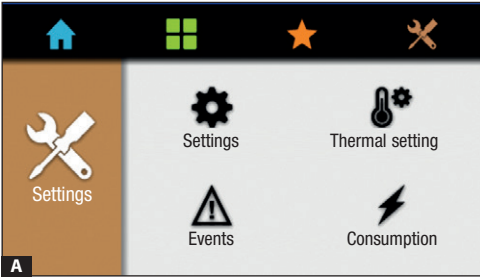 Settings
Thermal setting
Settings
Events
Consumption
A